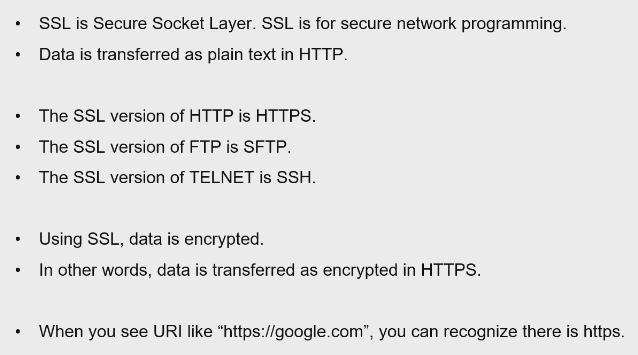 • SSL is Secure Socket Layer. SSL is for secure network programming.
• Data is transferred as plain text in HTTP.
• The SSL version of HTTP is HTTPS.
• The SSL version of FTP is SFTP.
• The SSL version of TELNET is SSH.
• Using SSL, data is encrypted.
• In other words, data is transferred as encrypted in HTTPS.
• When you see URI like “https://google.com”, you can recognize there is https.